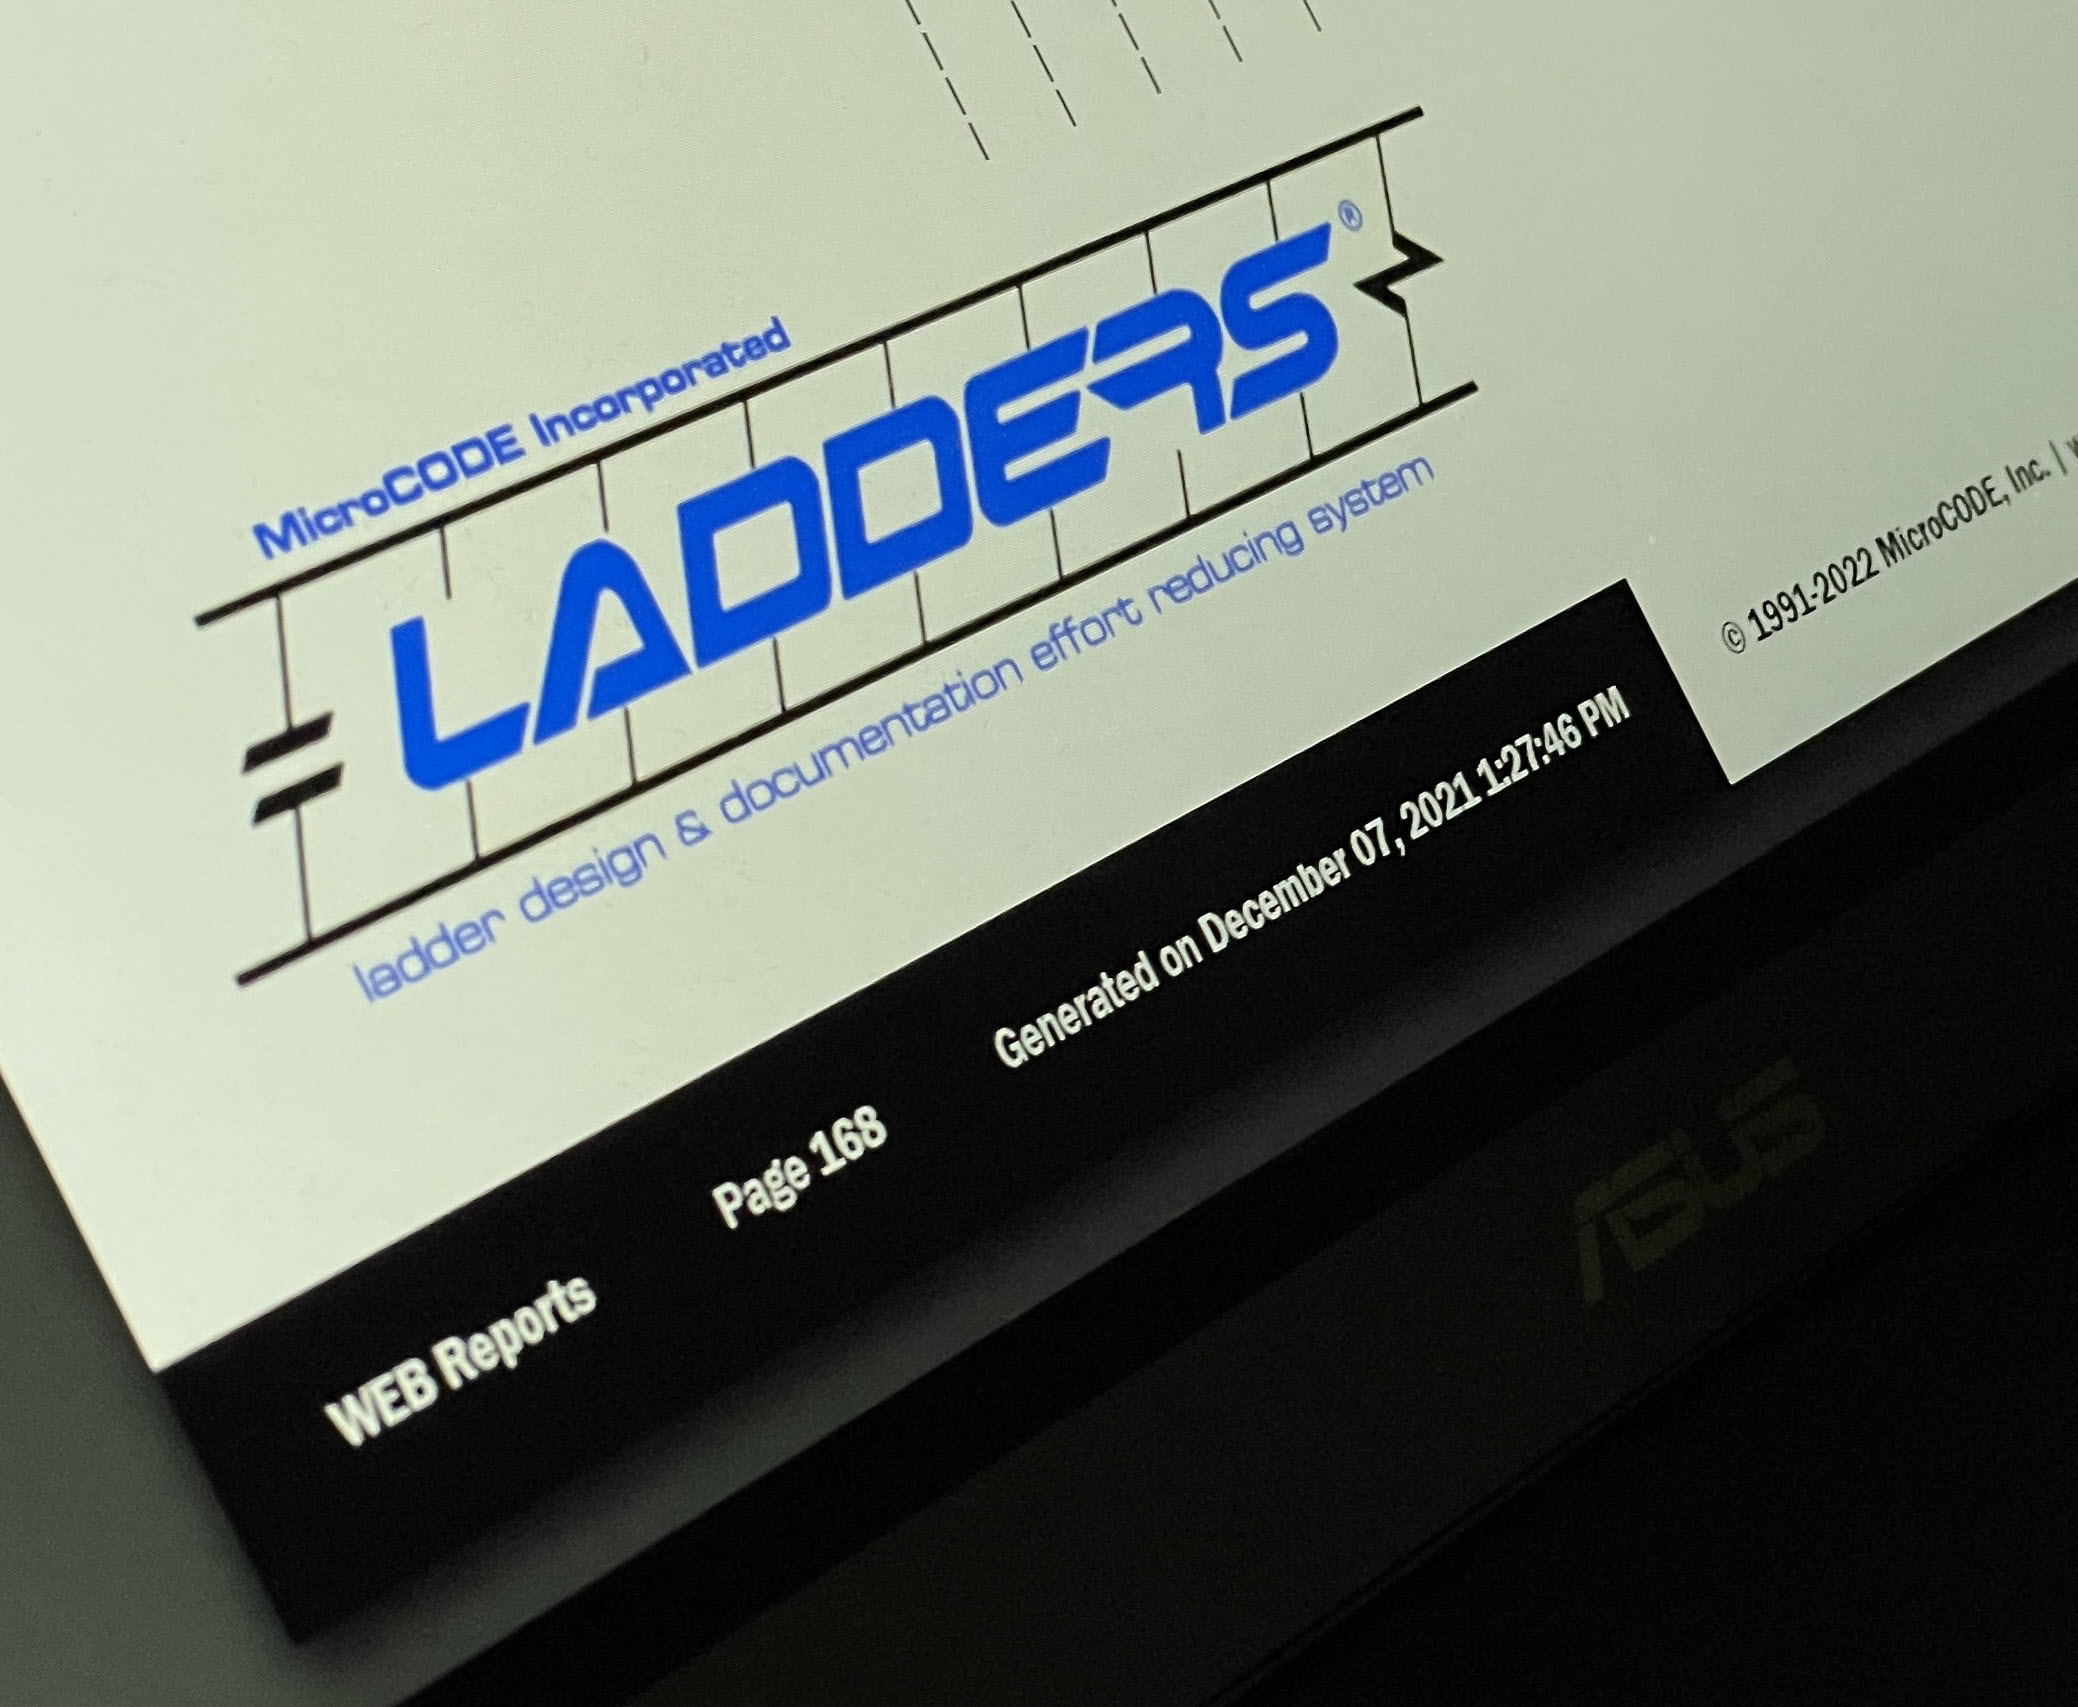 MicroCODE Incorporated
LADDERS®
ladder design & documentation effort reducing system
© 1991-2022 MicroCODE, Inc. |
WEB Reports
Page 168
Generated on December 07, 2021 1:27:46 PM
ASUS